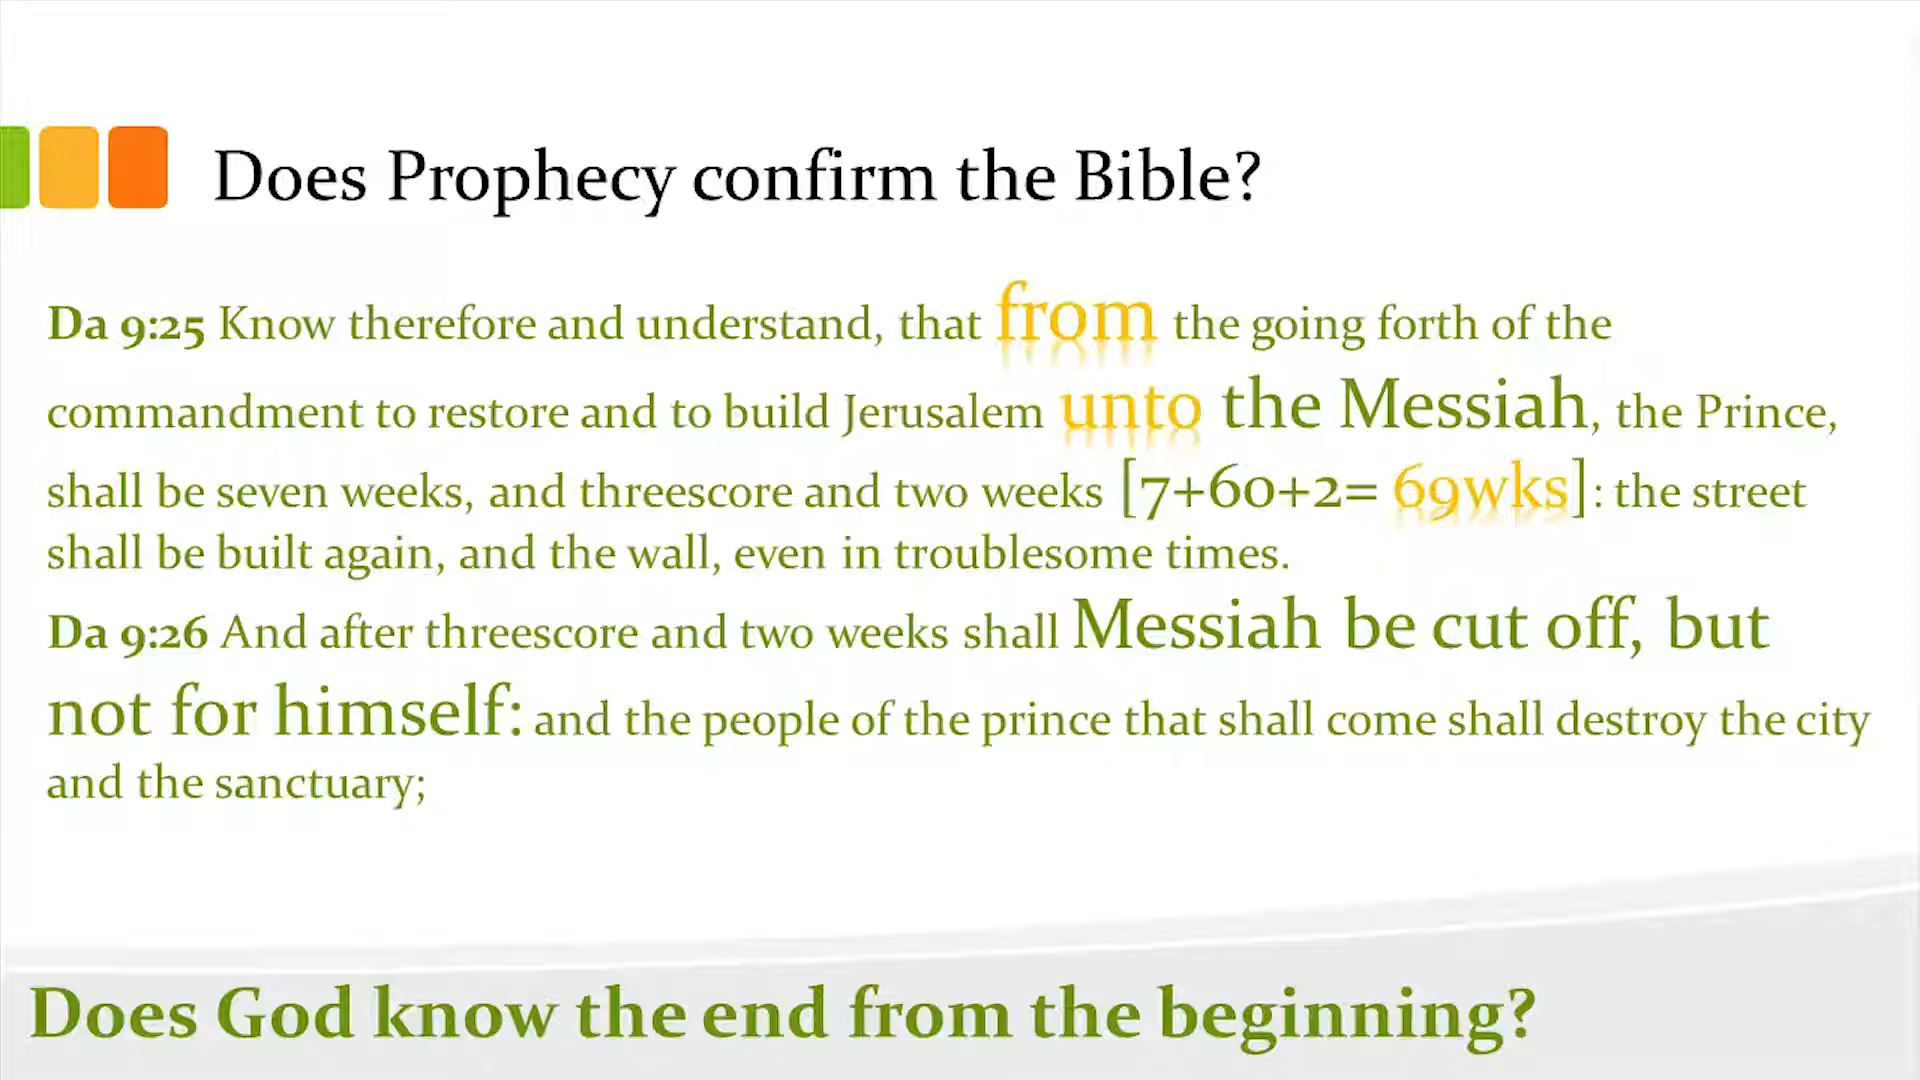 Does Prophecy confirm the Bible?
Da 9:25 Know therefore and understand, that from the going forth of the
commandment to restore and to build Jerusalem unto the Messiah, the Prince,
shall be seven weeks, and threescore and two weeks [7+60+2= 69wks]: the street
shall be built again, and the wall, even in troublesome times.
Da 9:26 And after threescore and two weeks shall Messiah be cut off, but
not for himself: and the people of the prince that shall come shall destroy the city
and the sanctuary;
Does God know the end from the beginning?